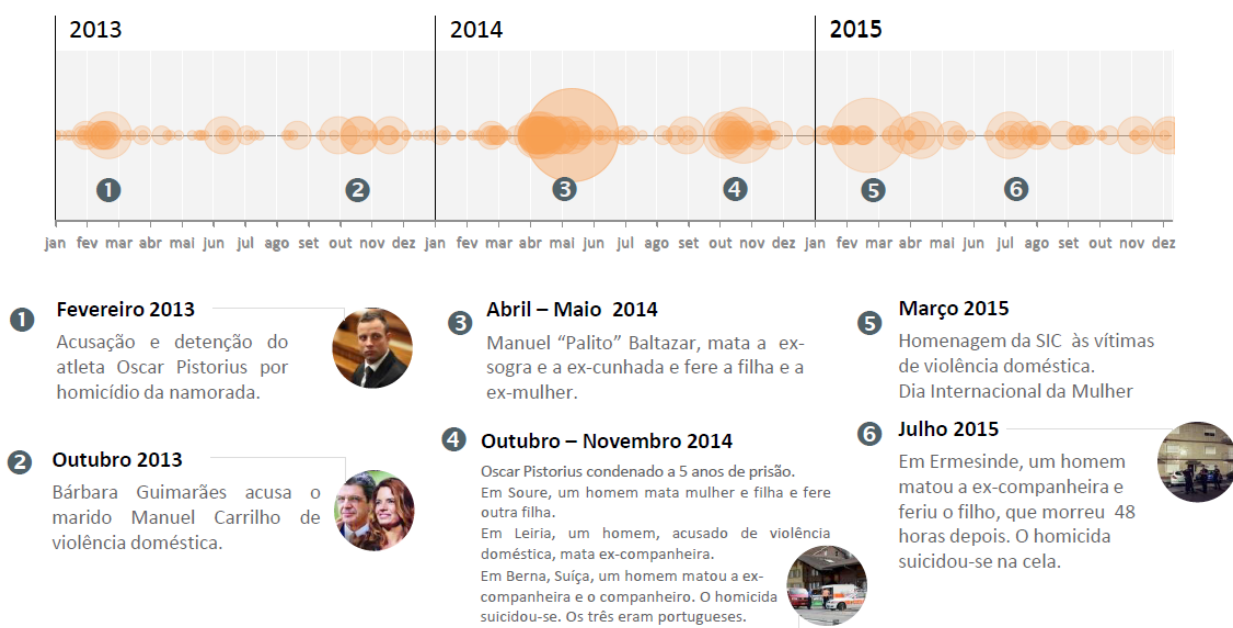 2013
2014
2015
1
2
3
4
5
6
jan fev mar abr mai jun jul ago set out nov dez jan fev mar abr mai jun jul ago set out nov dez jan fev mar abr mai jun jul ago set out nov dez
1
Fevereiro 2013
Acusação e detenção do
atleta Oscar Pistorius por
homicídio da namorada.
2
Outubro 2013
Bárbara Guimarães acusa o
marido Manuel Carrilho de
violência doméstica.
3
Abril – Maio 2014
Manuel “Palito” Baltazar, mata a ex-
sogra e a ex-cunhada e fere a filha e a
ex-mulher.
4
Outubro – Novembro 2014
Oscar Pistorius condenado a 5 anos de prisão.
Em Soure, um homem mata mulher e filha e fere
outra filha.
Em Leiria, um homem, acusado de violência
doméstica, mata ex-companheira.
Em Berna, Suíça, um homem matou a ex-
companheira e o companheiro. O homicida
suicidou-se. Os três eram portugueses.
5
Março 2015
Homenagem da SIC às vítimas
de violência doméstica.
Dia Internacional da Mulher
6
Julho 2015
Em Ermesinde, um homem
matou a ex-companheira e
feriu o filho, que morreu 48
horas depois. O homicida
suicidou-se na cela.